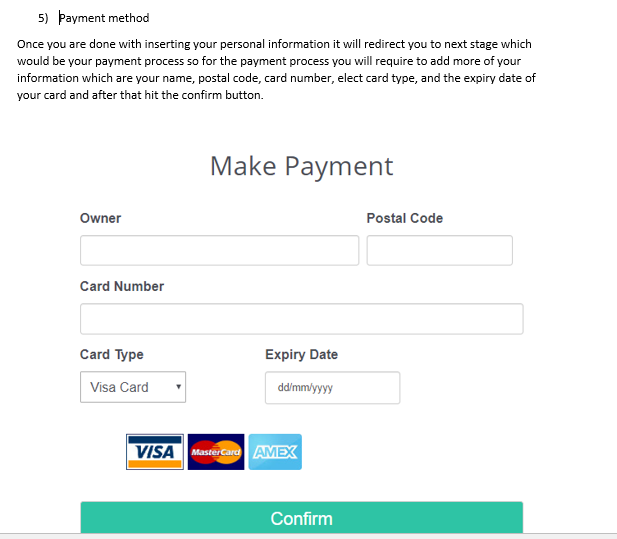 5) Payment method
Once you are done with inserting your personal information it will redirect you to next stage which
would be your payment process so for the payment process you will require to add more of your
information which are your name, postal code, card number, elect card type, and the expiry date of
your card and after that hit the confirm button.
Make Payment
Owner Postal Code
Card Number
Card Type Expiry Date
Visa Card dd/mm/yyyy
VISA MasterCard AMEX
Confirm